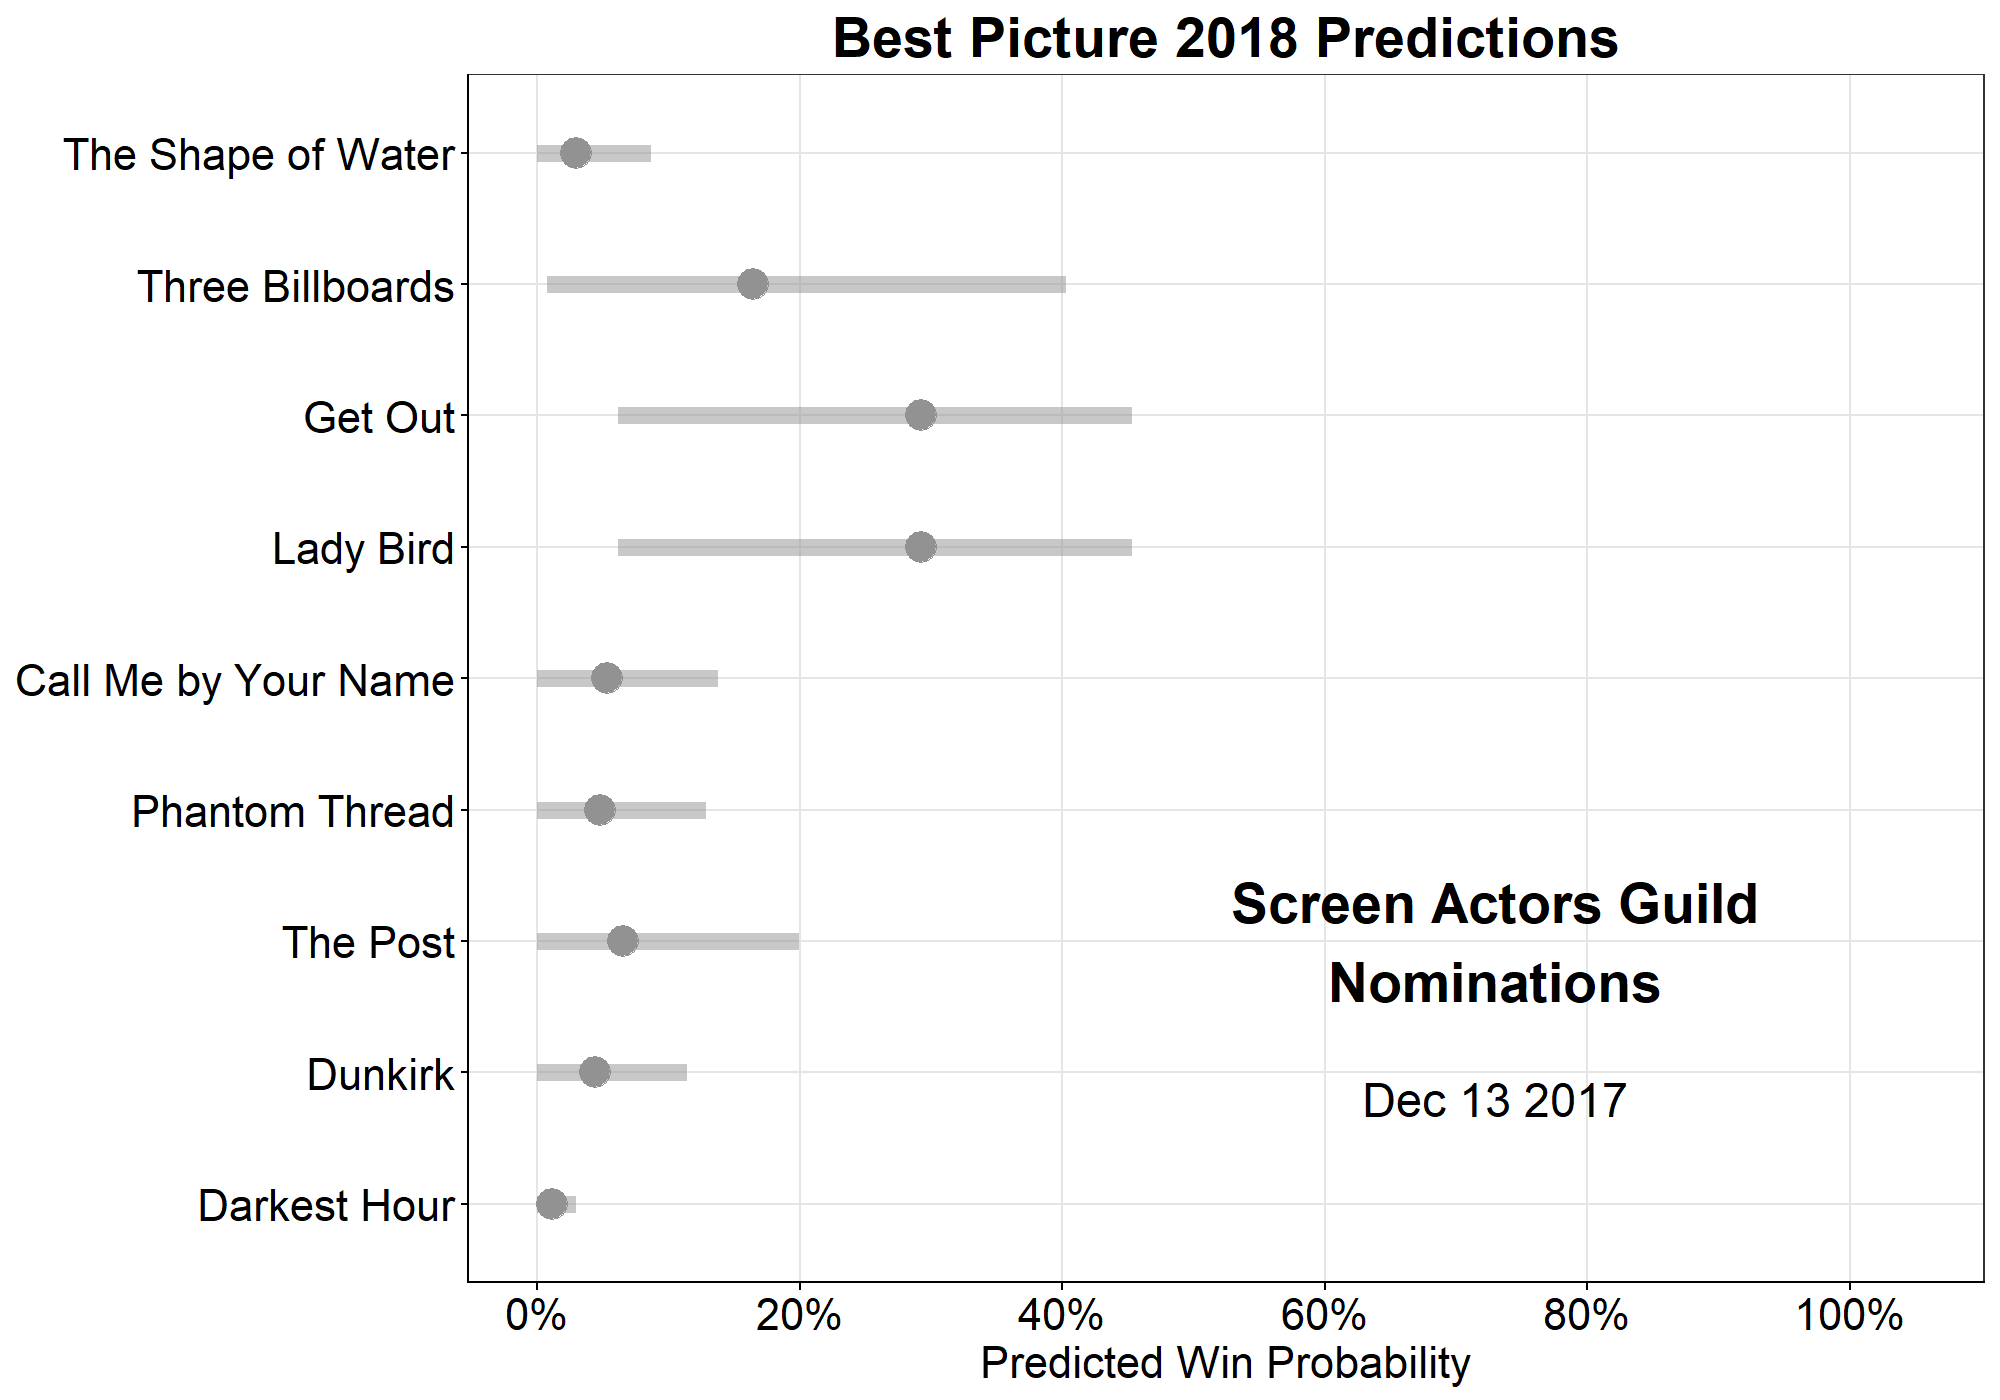 Best Picture 2018 Predictions
The Shape of Water
Three Billboards
Get Out
Lady Bird
Call Me by Your Name
Phantom Thread
The Post
Dunkirk
Darkest Hour
Screen Actors Guild
Nominations
Dec 13 2017
0% 20% 40% 60% 80% 100%
Predicted Win Probability